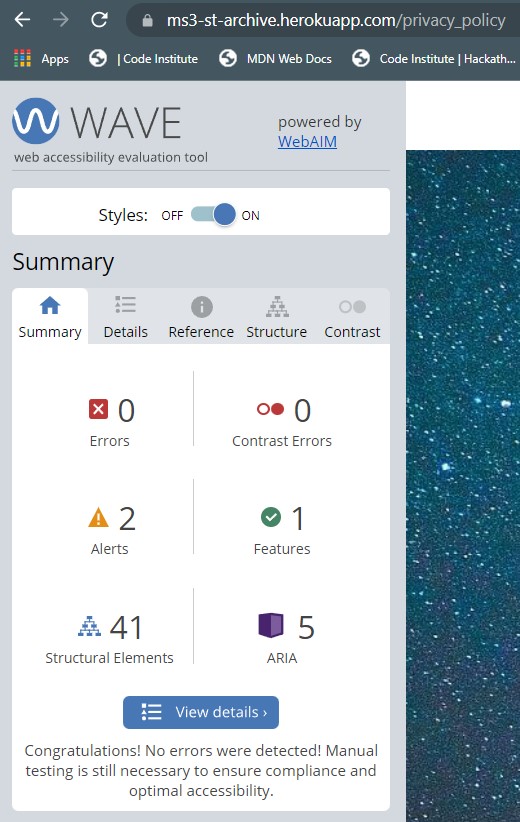 ms3-st-archive.herokuapp.com/privacy_policy
Apps | Code Institute MDN Web Docs Code Institute | Hackath...
WAVE
web accessibility evaluation tool
powered by
WebAIM
Styles: OFF ON
Summary
Summary Details Reference Structure Contrast
0 0
Errors Contrast Errors
2 1
Alerts Features
41 5
Structural Elements ARIA
View details ›
Congratulations! No errors were detected! Manual
testing is still necessary to ensure compliance and
optimal accessibility.